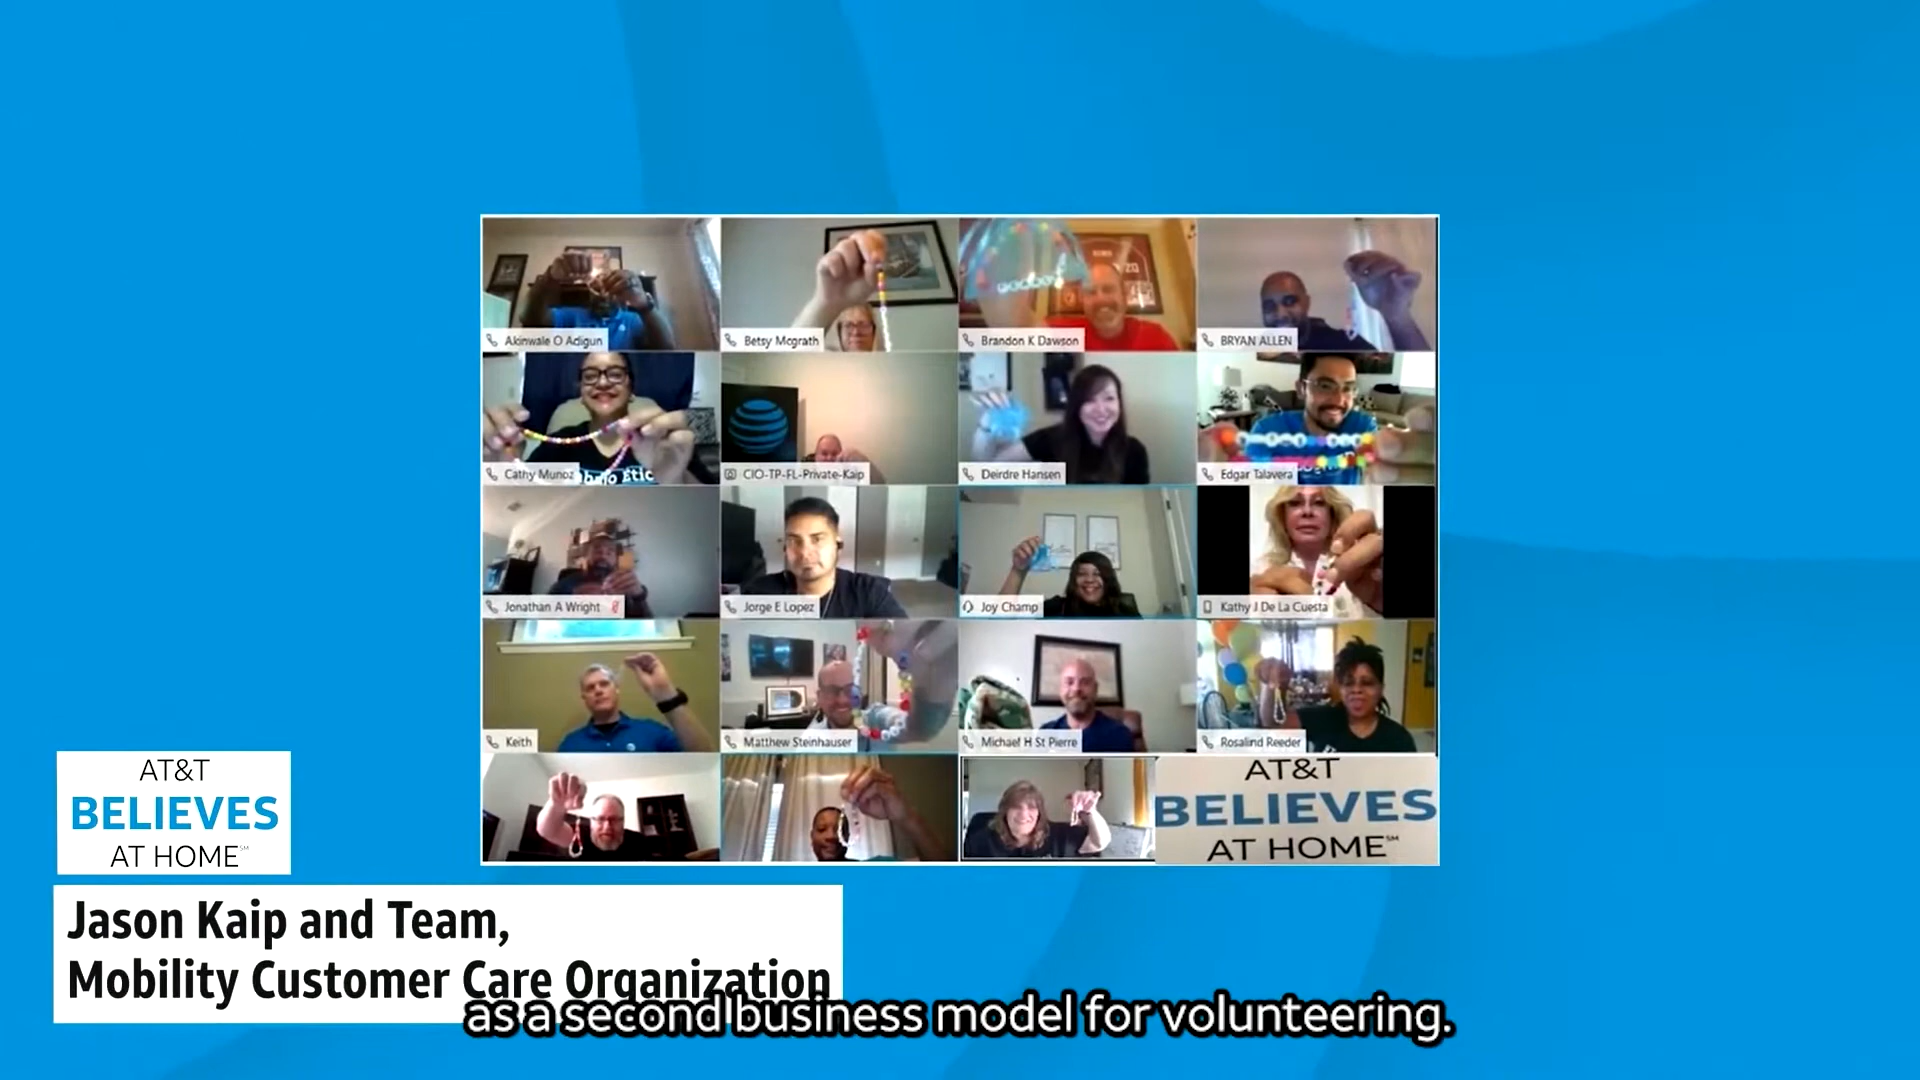 Akinwale O Adigun
Betsy Mcgrath
Brandon K Dawson
BRYAN ALLEN
Cathy Munoz
CIO-TP-FL-Private-Kaip
Deirdre Hansen
Edgar Talavera
Jonathan A Wright
Jorge E Lopez
Joy Champ
Kathy J De La Cuesta
Keith
Matthew Steinhauser
Michael H St Pierre
Rosalind Reeder
AT&T
BELIEVES
AT HOME℠
AT&T
BELIEVES
AT HOME℠
Jason Kaip and Team,
Mobility Customer Care Organization
as a second business model for volunteering.